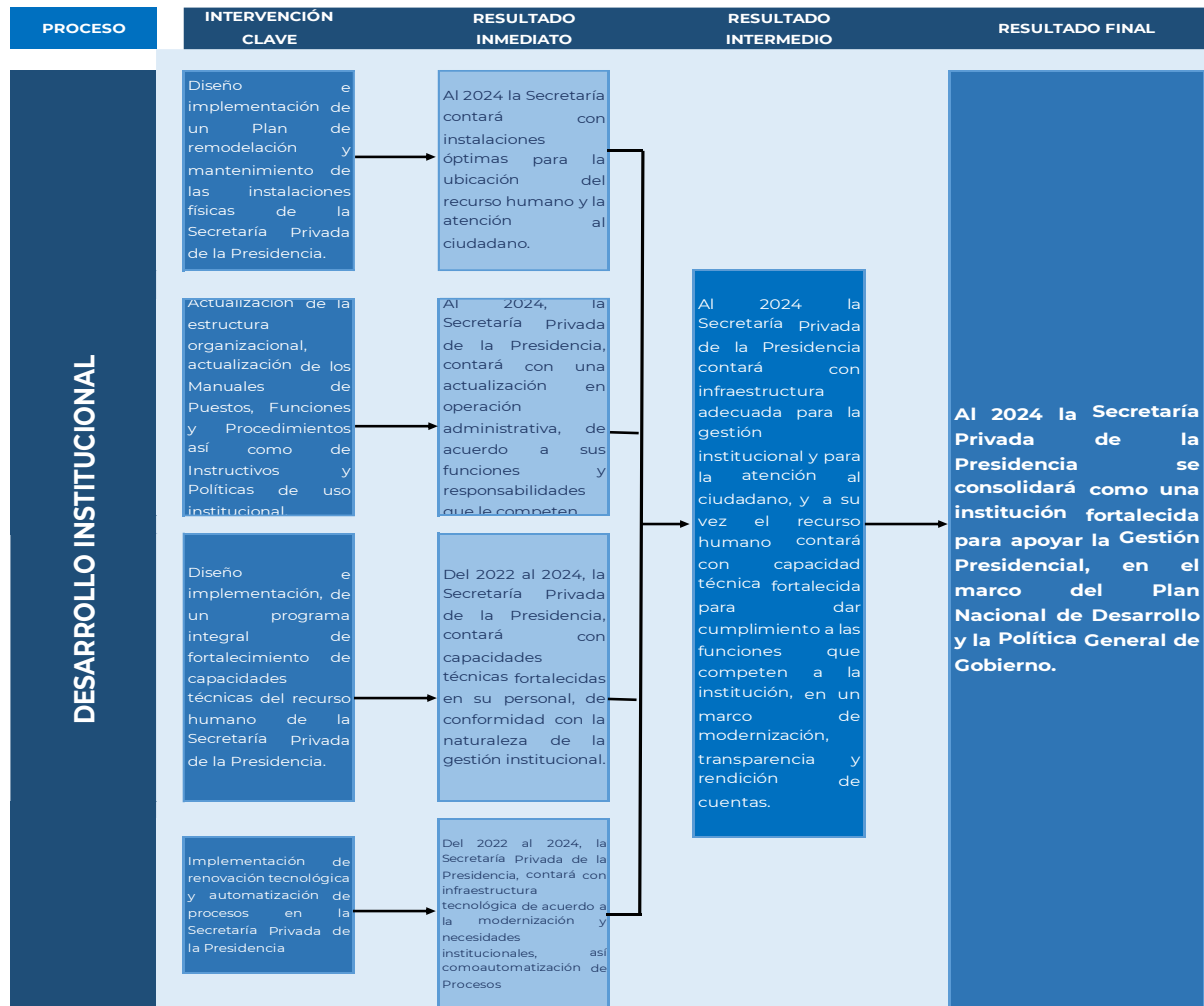 PROCESO
INTERVENCIÓN
CLAVE
RESULTADO
INMEDIATO
RESULTADO
INTERMEDIO
RESULTADO FINAL
DESARROLLO INSTITUCIONAL
Diseño e
implementación de
un Plan de
remodelación y
mantenimiento de
las instalaciones
físicas de la
Secretaría Privada
de la Presidencia.
Al 2024 la Secretaría
contará con
instalaciones
óptimas para la
ubicación del
recurso humano y la
atención al
ciudadano.
Actualización de la
estructura
organizacional,
actualización de los
Manuales de
Puestos, Funciones
y Procedimientos
así como de
Instructivos y
Políticas de uso
institucional
Al 2024, la
Secretaría Privada
de la Presidencia,
contará con una
actualización en
operación
administrativa, de
acuerdo a sus
funciones y
responsabilidades
que le competen
Diseño e
implementación, de
un programa
integral de
fortalecimiento de
capacidades
técnicas del recurso
humano de la
Secretaría Privada
de la Presidencia.
Del 2022 al 2024, la
Secretaría Privada
de la Presidencia,
contará con
capacidades
técnicas fortalecidas
en su personal, de
conformidad con la
naturaleza de la
gestión institucional.
Implementación de
renovación tecnológica
y automatización de
procesos en la
Secretaría Privada de
la Presidencia
Del 2022 al 2024, la
Secretaría Privada de la
Presidencia, contará con
infraestructura
tecnológica de acuerdo a
la modernización y
necesidades
institucionales, así
comoautomatización de
Procesos
Al 2024 la
Secretaría Privada
de la Presidencia
contará con
infraestructura
adecuada para la
gestión
institucional y para
la atención al
ciudadano, y a su
vez el recurso
humano contará
con capacidad
técnica fortalecida
para dar
cumplimiento a las
funciones que
competen a la
institución, en un
marco de
modernización,
transparencia y
rendición de
cuentas.
Al 2024 la Secretaría
Privada de la
Presidencia se
consolidará como una
institución fortalecida
para apoyar la Gestión
Presidencial, en el
marco del Plan
Nacional de Desarrollo
y la Política General de
Gobierno.